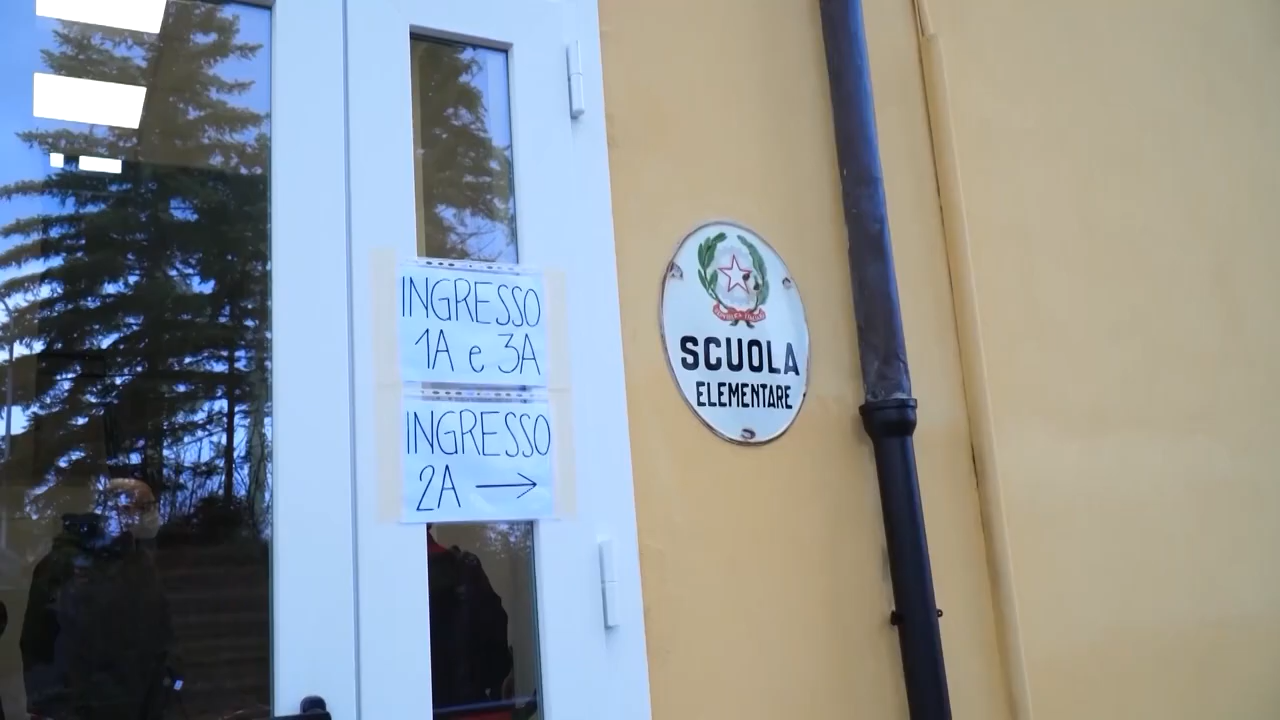 INGRESSO
1A e 3A
INGRESSO
2A →
SCUOLA
ELEMENTARE